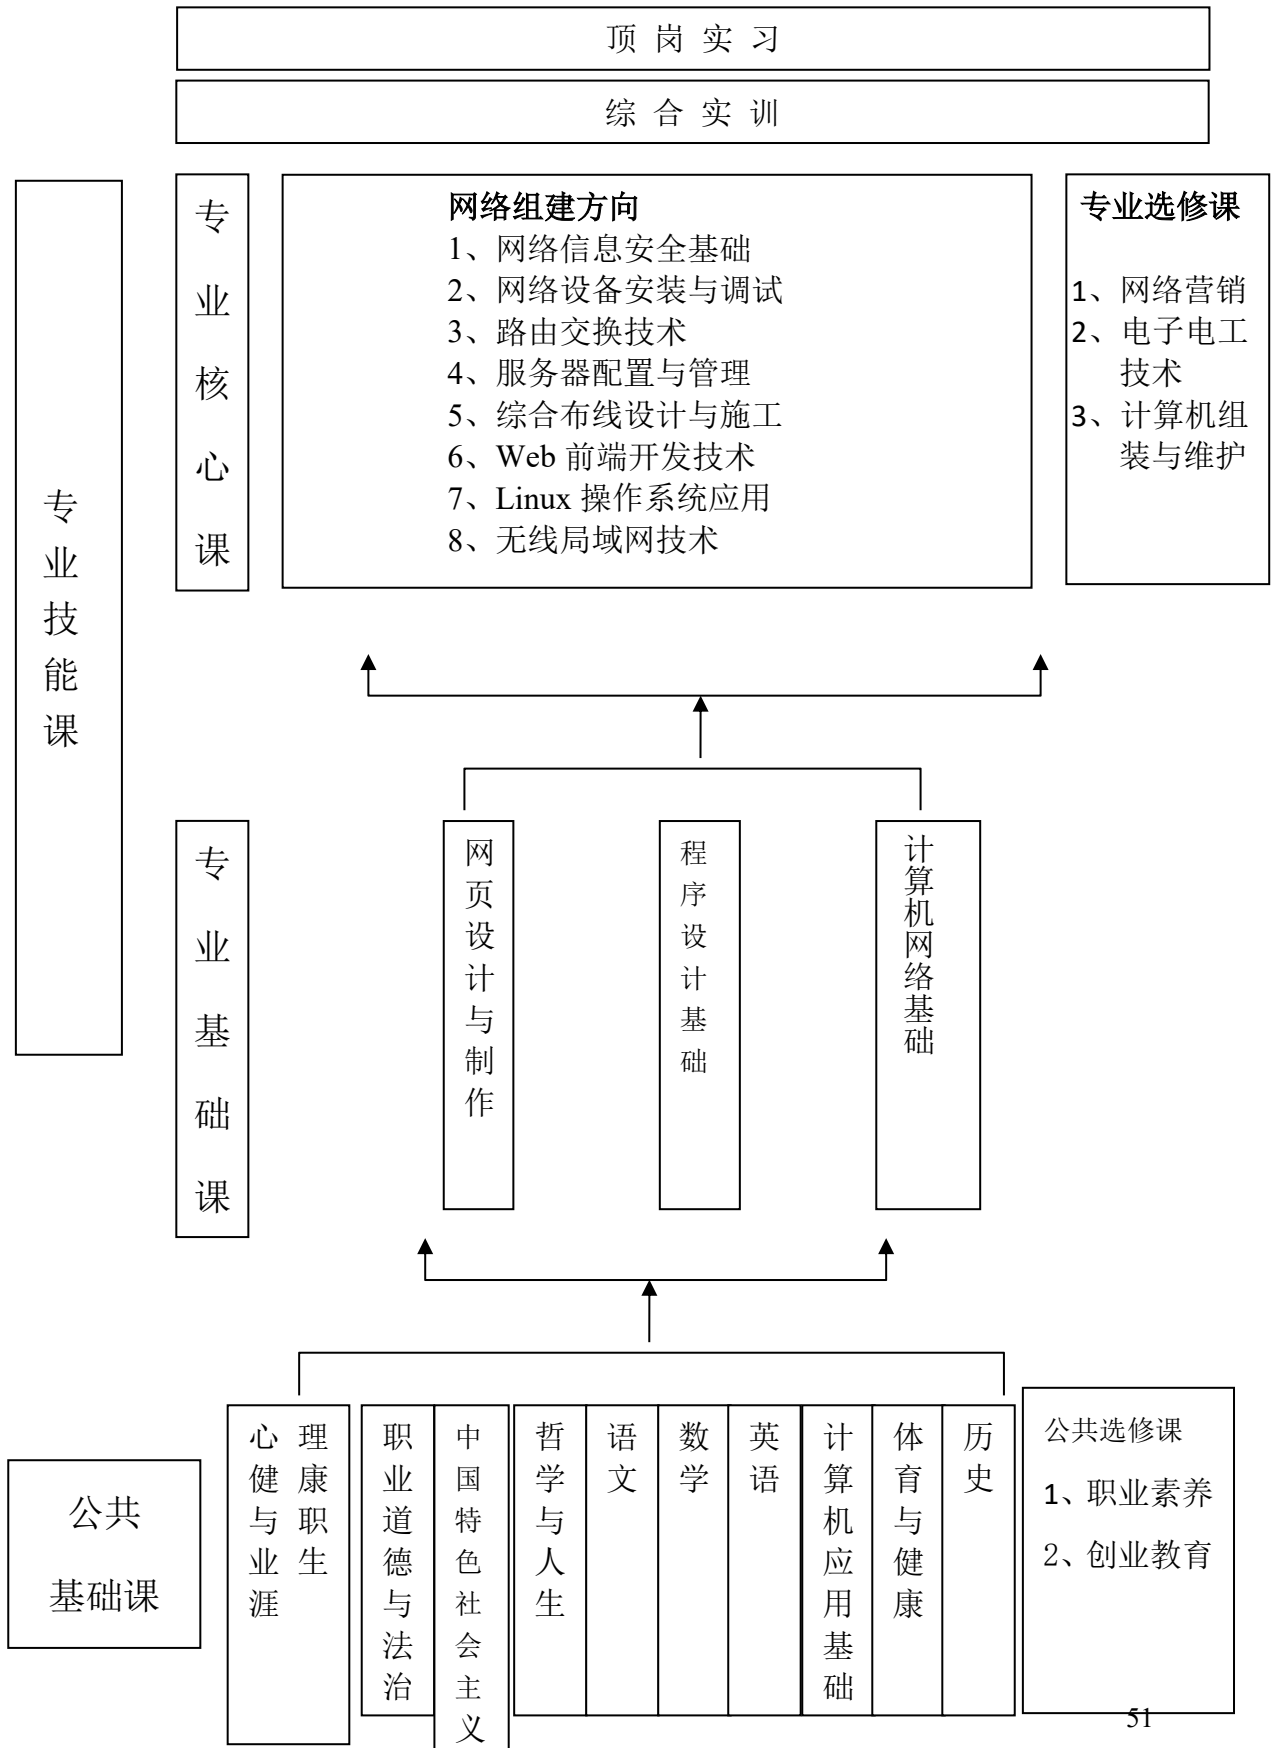 顶 岗 实 习
综 合 实 训
专业技能课
专业核心课
网络组建方向
1、网络信息安全基础
2、网络设备安装与调试
3、路由交换技术
4、服务器配置与管理
5、综合布线设计与施工
6、Web 前端开发技术
7、Linux 操作系统应用
8、无线局域网技术
专业选修课
1、网络营销
2、电子电工
技术
3、计算机组
装与维护
专业基础课
网页设计与制作
程序设计基础
计算机网络基础
公共
基础课
心理
健康
与职
业生
涯
职业道德与法治
中国特色社会主义
哲学与人生
语文
数学
英语
计算机应用基础
体育与健康
历史
公共选修课
1、职业素养
2、创业教育
51